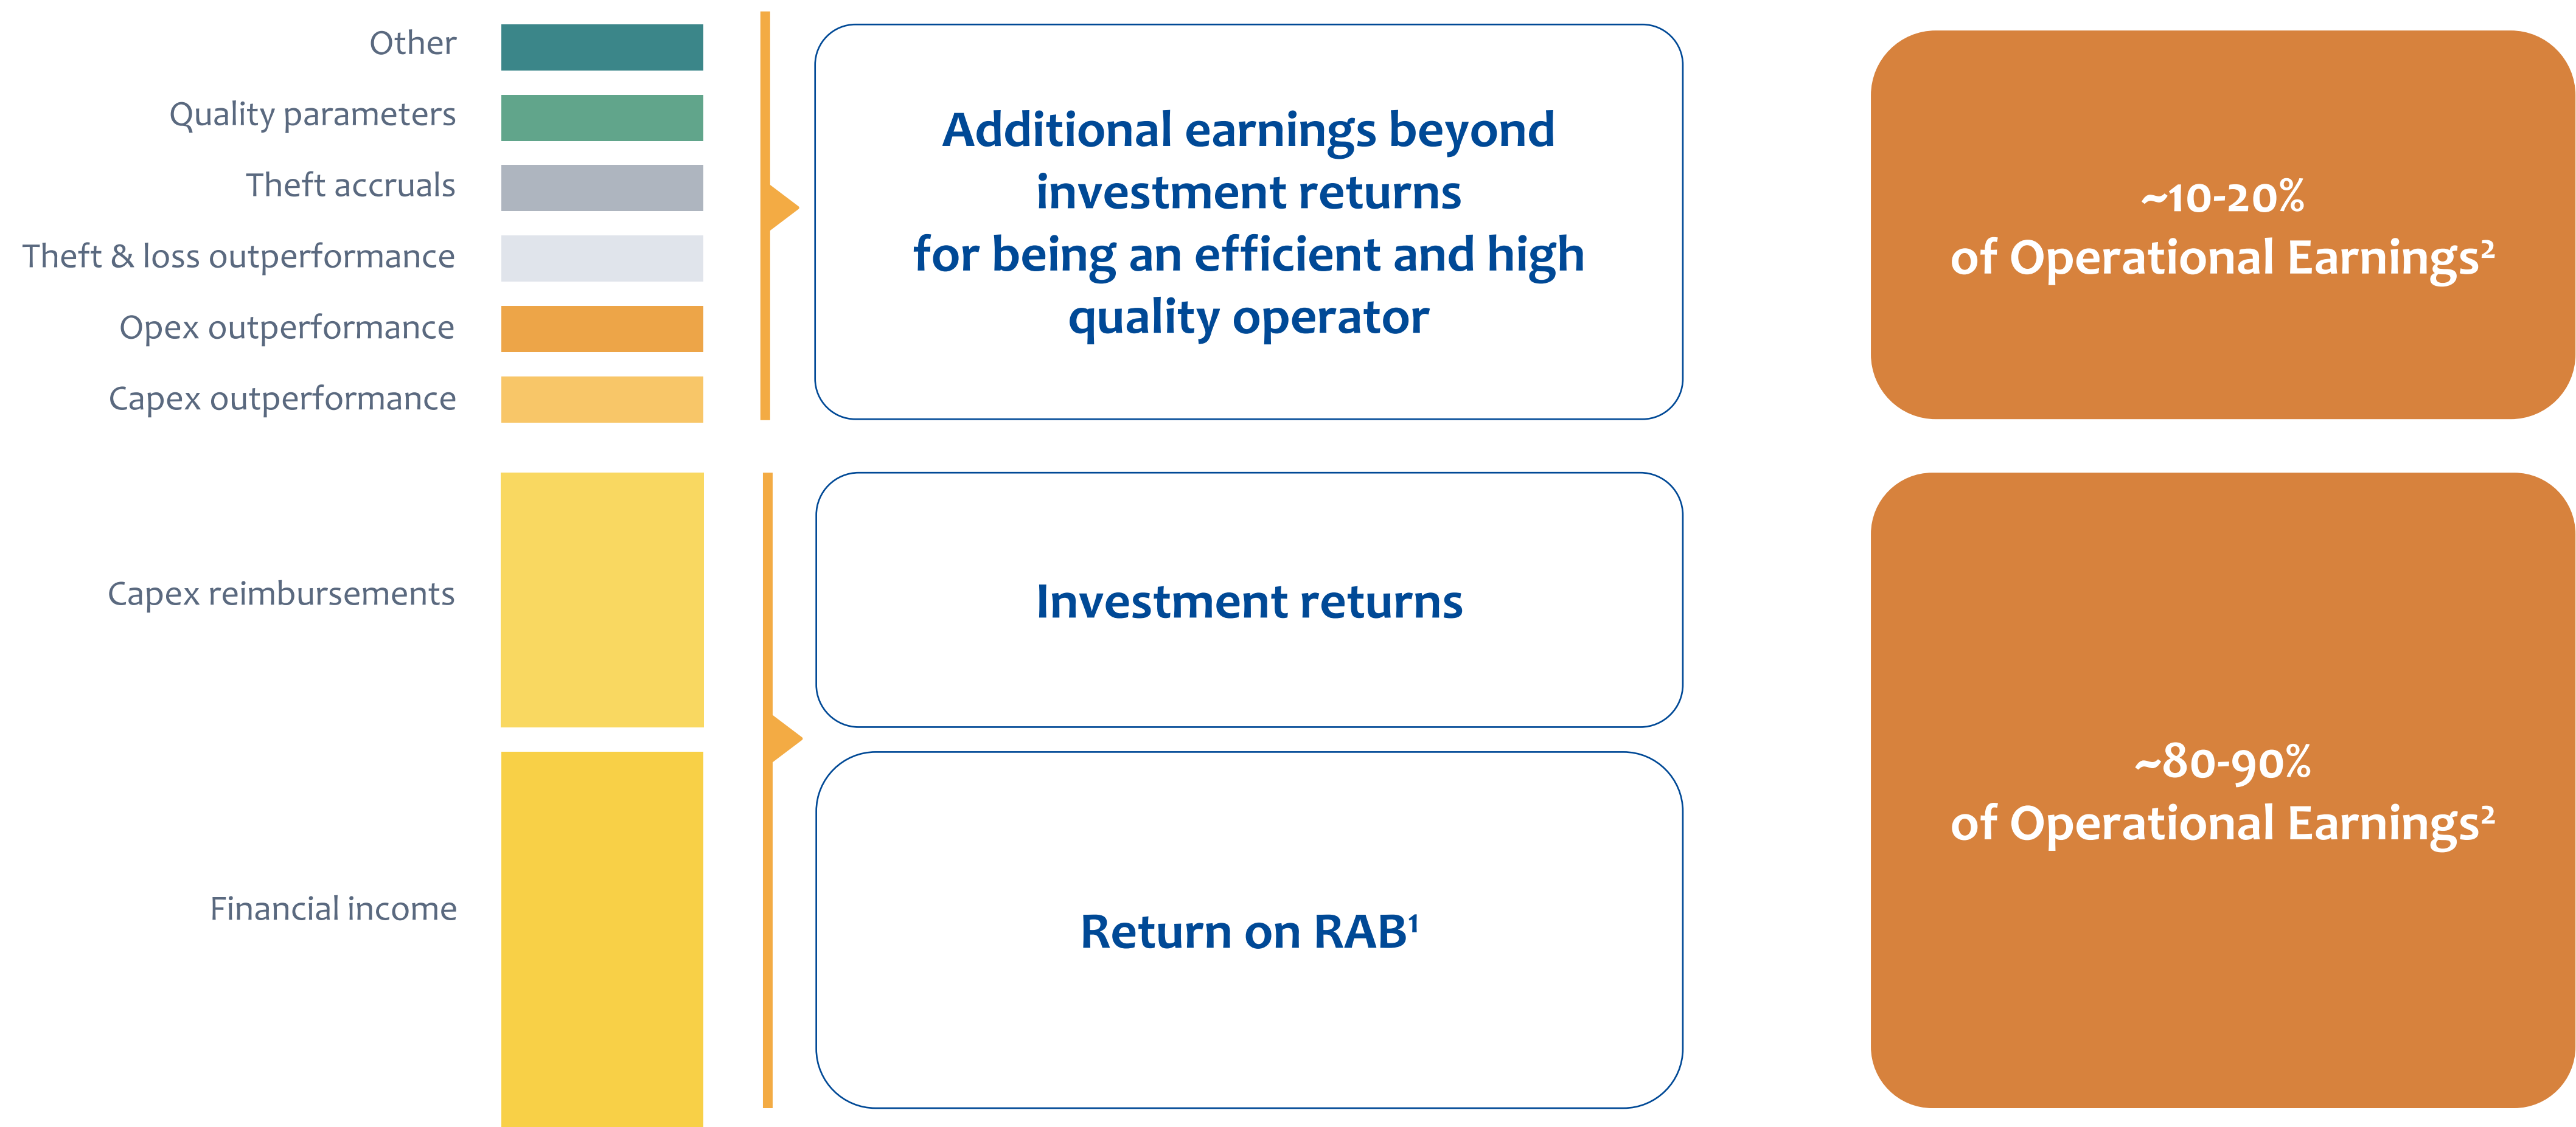 Other
Quality parameters
Theft accruals
Theft & loss outperformance
Opex outperformance
Capex outperformance
Additional earnings beyond
investment returns
for being an efficient and high
quality operator
~10-20%
of Operational Earnings²
Capex reimbursements
Financial income
Investment returns
Return on RAB¹
~80-90%
of Operational Earnings²